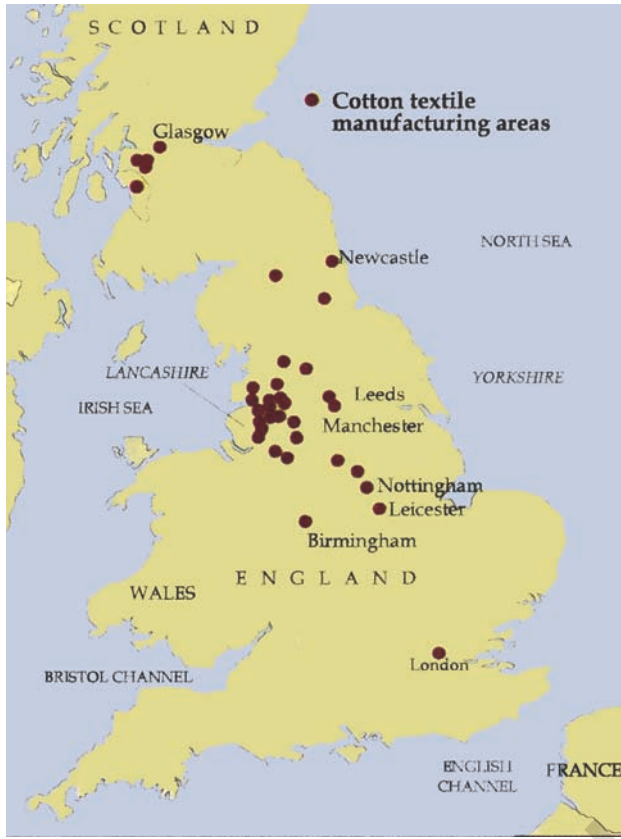 SCOTLAND
Cotton textile
manufacturing areas
Glasgow
NORTH SEA
Newcastle
LANCASHIRE
YORKSHIRE
Leeds
IRISH SEA
Manchester
Nottingham
Leicester
Birmingham
ENGLAND
WALES
London
BRISTOL CHANNEL
ENGLISH
CHANNEL
FRANCE